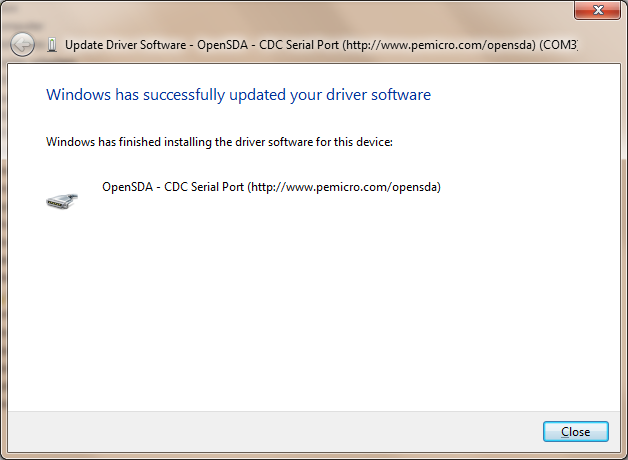 Update Driver Software - OpenSDA - CDC Serial Port (http://www.pemicro.com/opensda) (COM3)
Windows has successfully updated your driver software
Windows has finished installing the driver software for this device:
OpenSDA - CDC Serial Port (http://www.pemicro.com/opensda)
Close